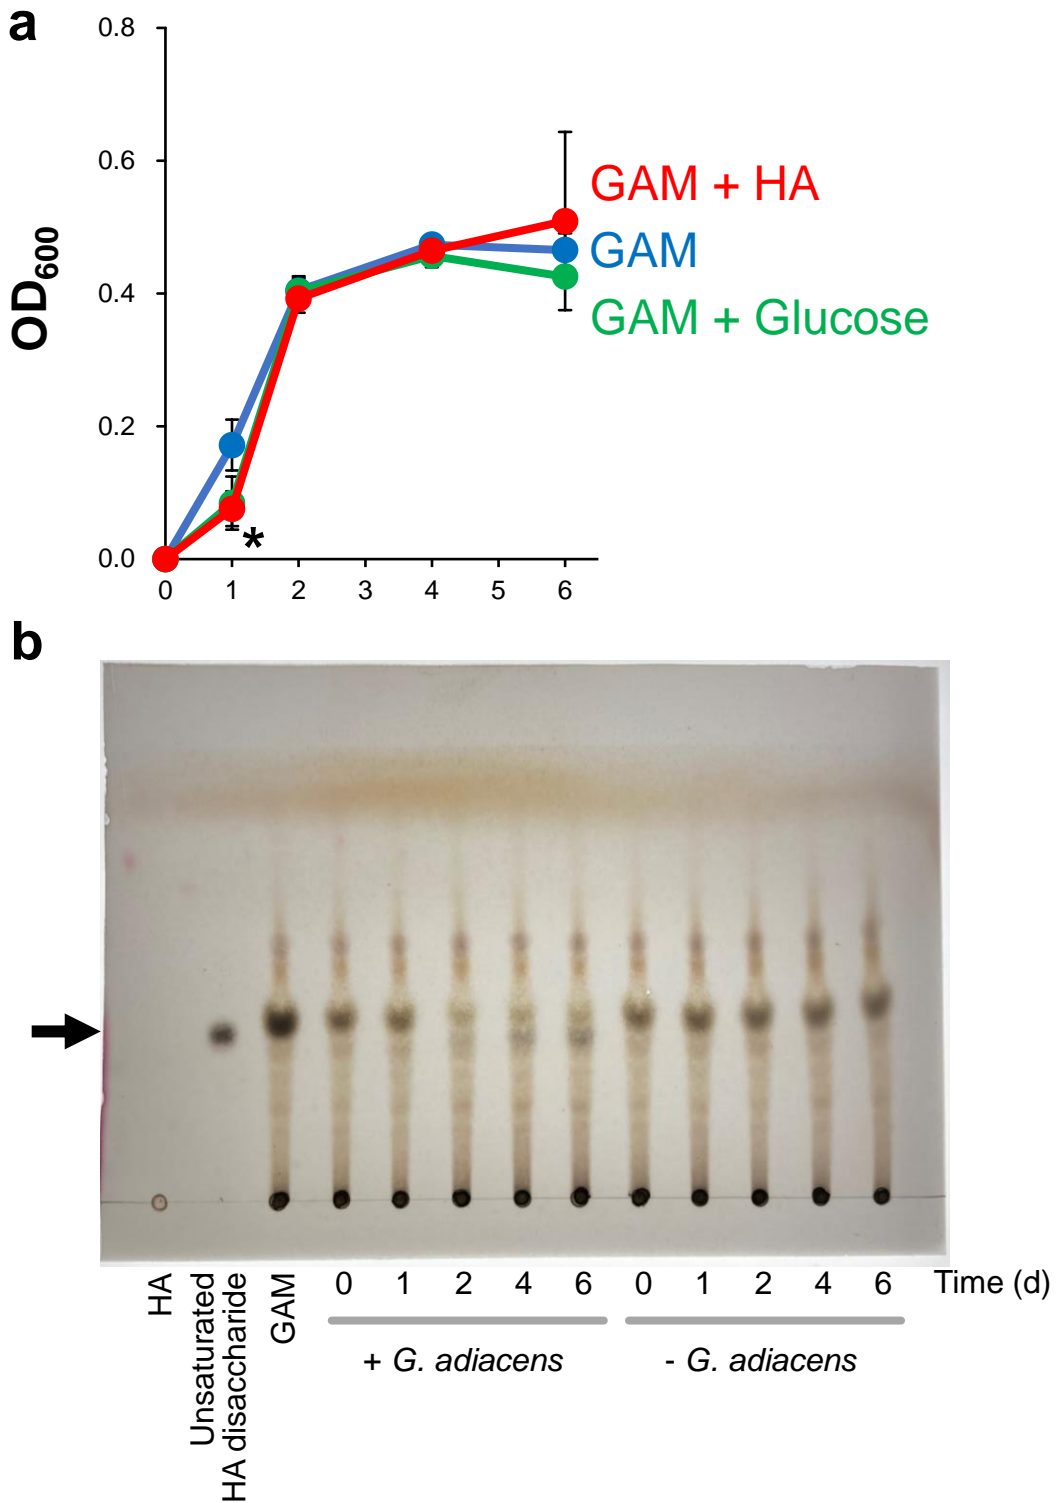 a
0.8
0.6
0.4
0.2
0.0
OD600
GAM + HA
GAM
GAM + Glucose
*
0 1 2 3 4 5 6
b
HA
Unsaturated
HA disaccharide
GAM
0 1 2 4 6 0 1 2 4 6 Time (d)
+ G. adiacens
- G. adiacens